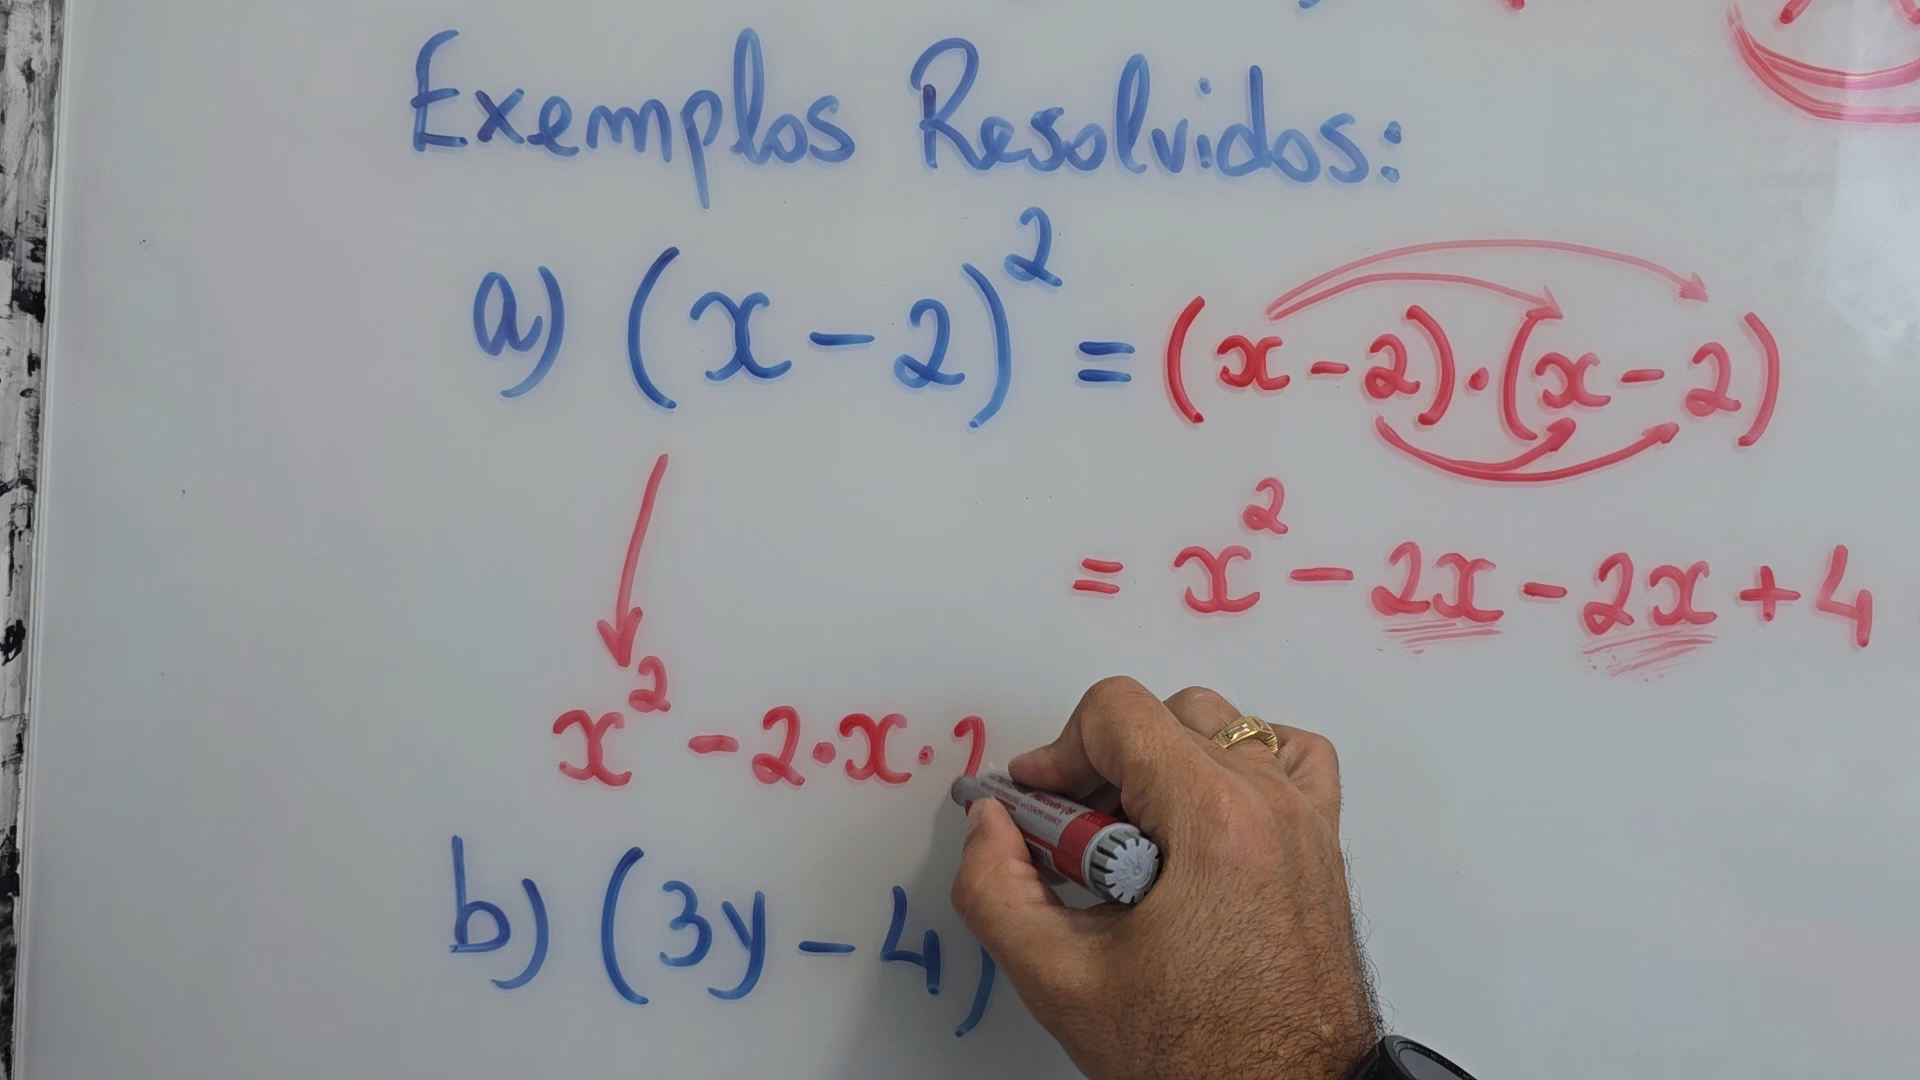 Exemplos Resolvidos:
a) (x - 2)² = (x - 2)·(x - 2)
= x² - 2x - 2x + 4
x² - 2·x·2
b) (3y - 4)